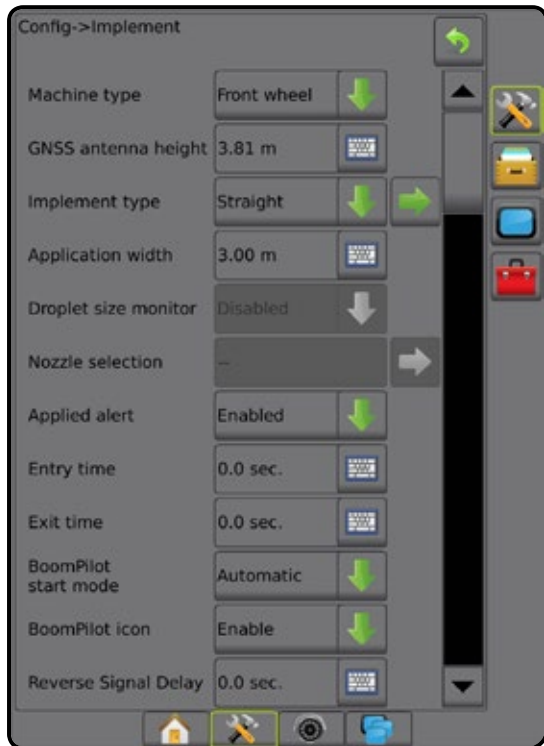 Config->Implement
Machine type Front wheel
GNSS antenna height 3.81 m
Implement type Straight
Application width 3.00 m
Droplet size monitor Disabled
Nozzle selection --
Applied alert Enabled
Entry time 0.0 sec.
Exit time 0.0 sec.
BoomPilot
start mode Automatic
BoomPilot icon Enable
Reverse Signal Delay 0.0 sec.